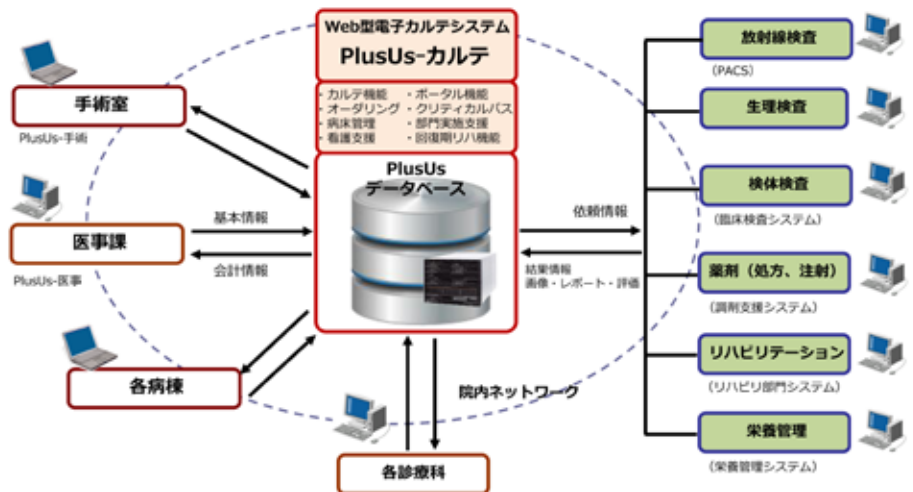 Web型電子カルテシステム
PlusUs-カルテ
・カルテ機能 ・ポータル機能
・オーダリング ・クリティカルパス
・病床管理 ・部門実施支援
・看護支援 ・回復期リハ機能
PlusUs
データベース
手術室
PlusUs-手術
医事課
PlusUs-医事
基本情報
会計情報
各病棟
各診療科
院内ネットワーク
依頼情報
結果情報
画像・レポート・評価
放射線検査
(PACS)
生理検査
検体検査
(臨床検査システム)
薬剤（処方、注射）
(調剤支援システム)
リハビリテーション
(リハビリ部門システム)
栄養管理
(栄養管理システム)